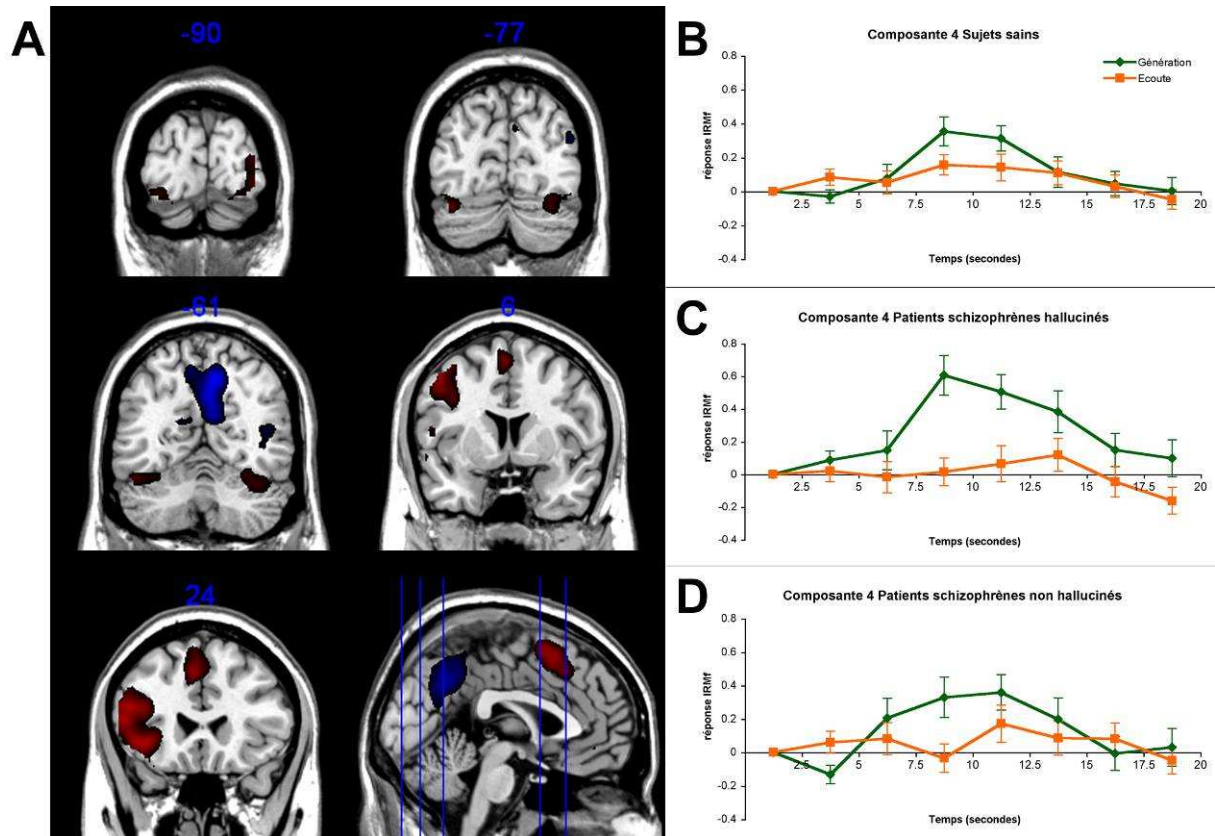 A
-90
-77
-61
6
24
B
Composante 4 Sujets sains
Génération
Ecoute
réponse IRMf
0.8
0.6
0.4
0.2
0
-0.2
-0.4
2.5 5 7.5 10 12.5 15 17.5 20
Temps (secondes)
C
Composante 4 Patients schizophrènes hallucinés
réponse IRMf
0.8
0.6
0.4
0.2
0
-0.2
-0.4
2.5 5 7.5 10 12.5 15 17.5 20
Temps (secondes)
D
Composante 4 Patients schizophrènes non hallucinés
réponse IRMf
0.8
0.6
0.4
0.2
0
-0.2
-0.4
2.5 5 7.5 10 12.5 15 17.5 20
Temps (secondes)